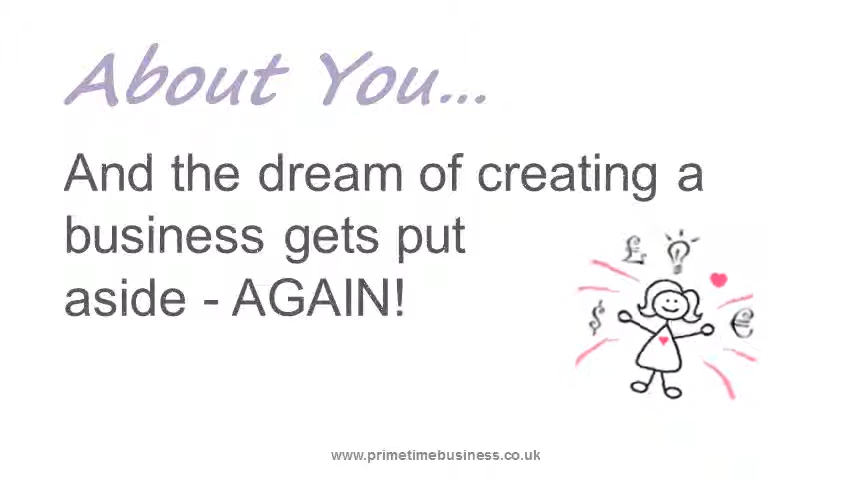 About You...
And the dream of creating a
business gets put
aside - AGAIN!
£
$
€
www.primetimebusiness.co.uk